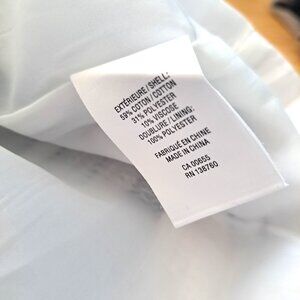 EXTÉRIEURE / SHELL:
59% COTON / COTTON
31% POLYESTER
10% VISCOSE
DOUBLURE / LINING:
100% POLYESTER
FABRIQUÉ EN CHINE
MADE IN CHINA
CA 00655
RN 138760